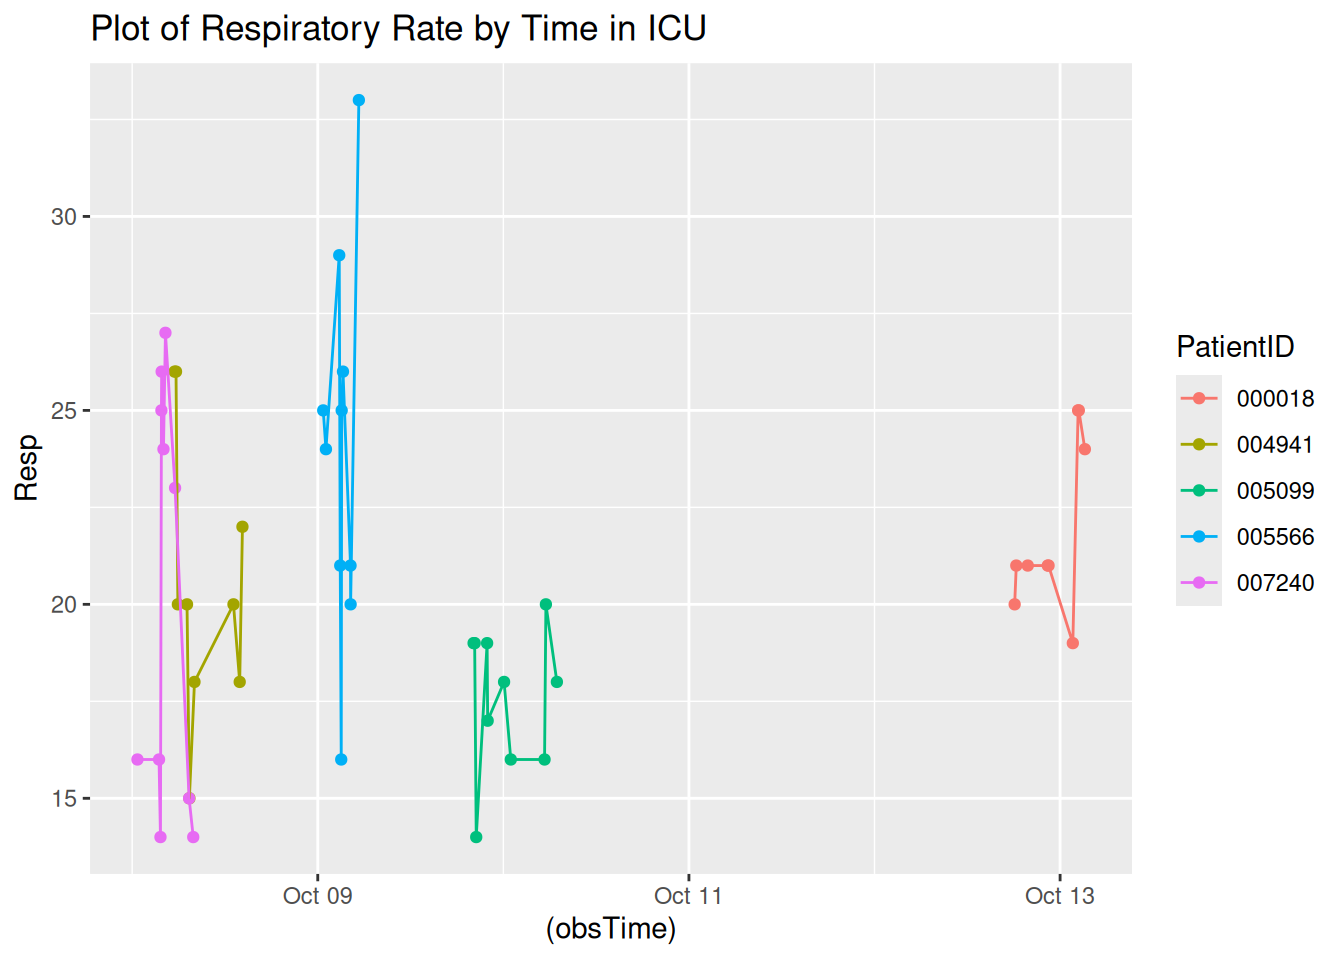 Plot of Respiratory Rate by Time in ICU
Resp
30
25
20
15
Oct 09
Oct 11
Oct 13
(obsTime)
PatientID
000018
004941
005099
005566
007240